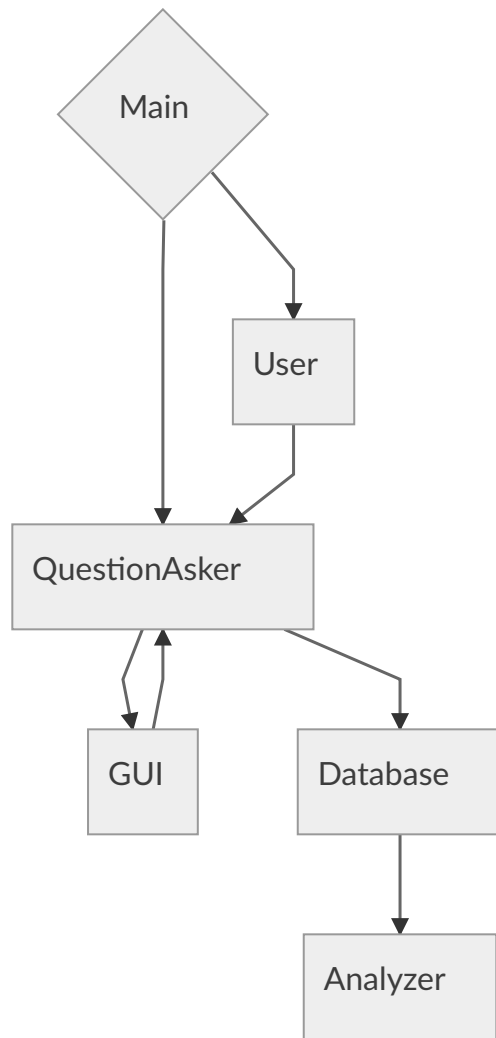 Main
User
QuestionAsker
GUI
Database
Analyzer